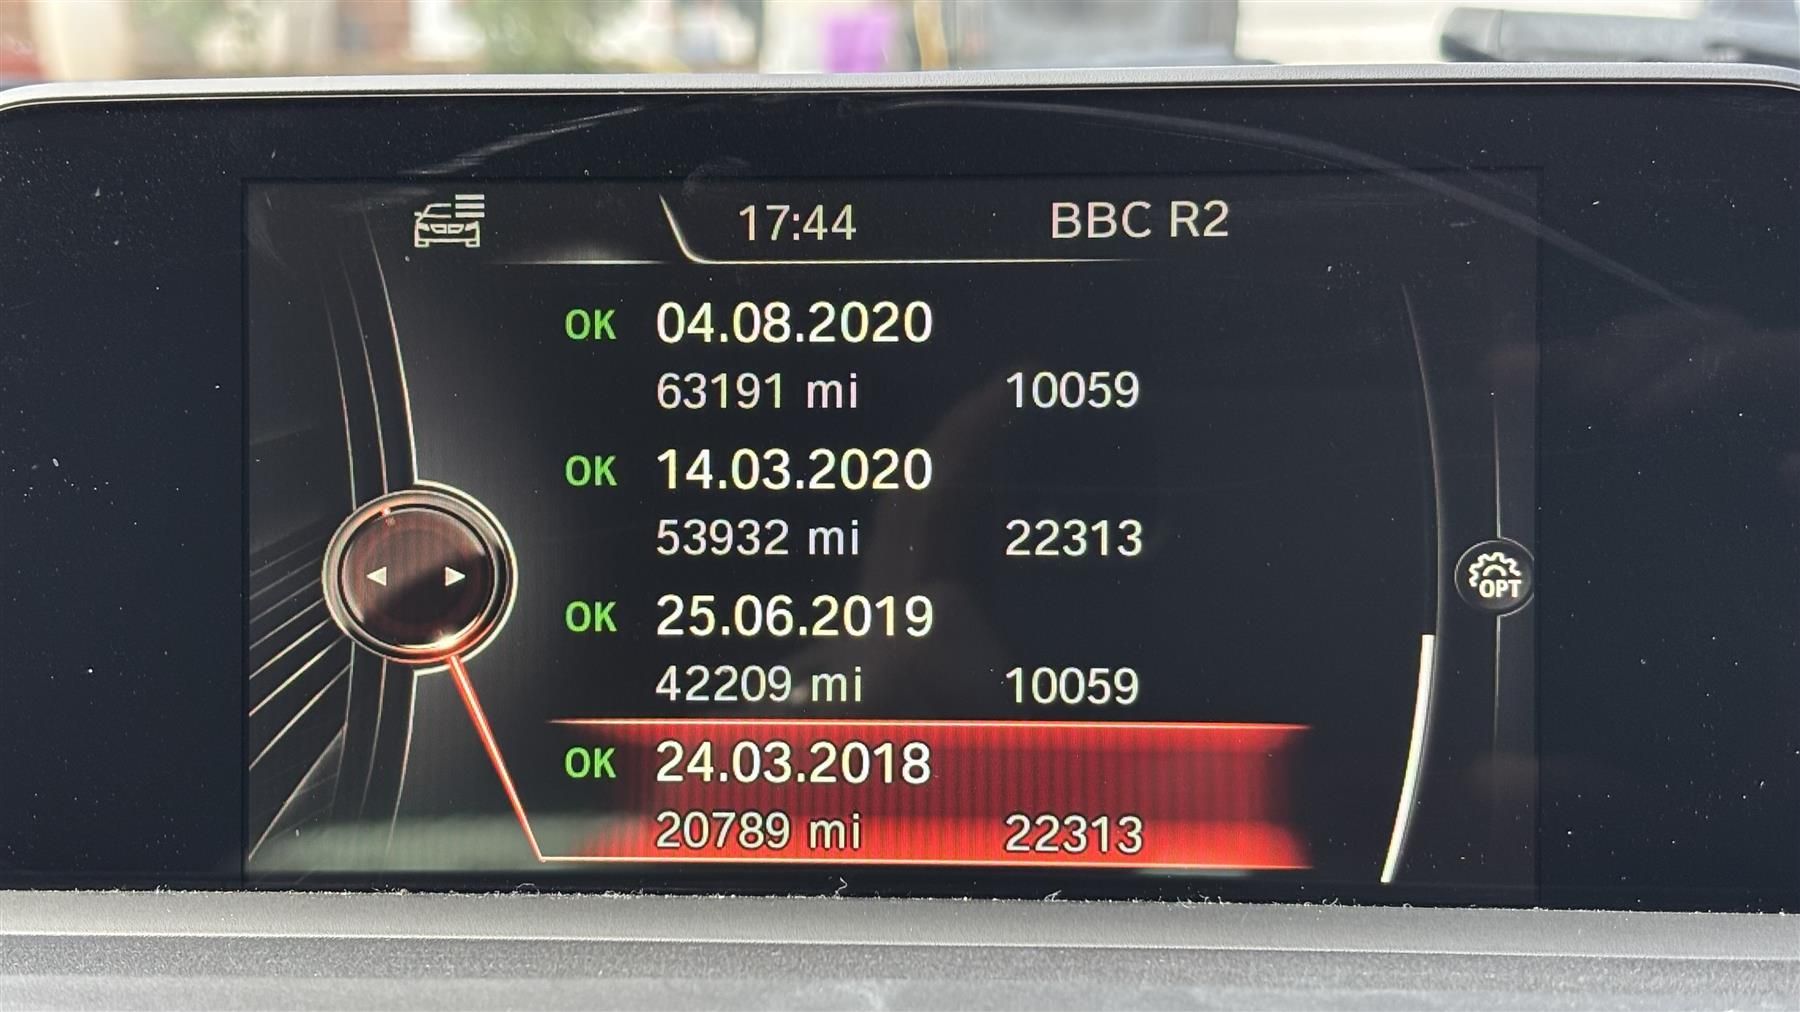 17:44 BBC R2
OK 04.08.2020
63191 mi 10059
OK 14.03.2020
53932 mi 22313
OK 25.06.2019
42209 mi 10059
OPT
OK 24.03.2018
20789 mi 22313